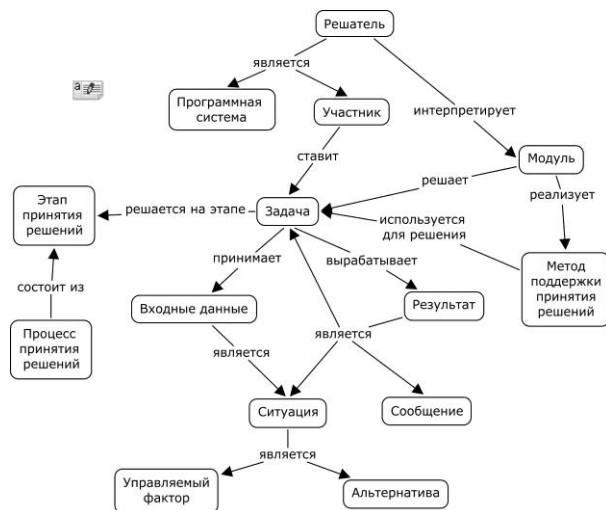 Решатель
является
Программная
система
Участник
интерпретирует
ставит
Модуль
решает
реализует
Этап
принятия
решений
решается на этапе
Задача
используется
для решения
принимает
вырабатывает
Метод
поддержки
принятия
решений
состоит из
Входные данные
Результат
Процесс
принятия
решений
является
является
Ситуация
Сообщение
является
Управляемый
фактор
Альтернатива